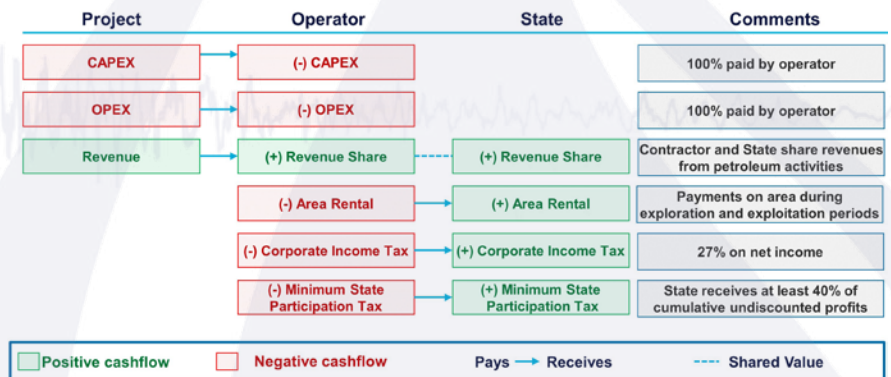 Project Operator State Comments
CAPEX (-) CAPEX 100% paid by operator
OPEX (-) OPEX 100% paid by operator
Revenue (+) Revenue Share (+) Revenue Share Contractor and State share revenues
from petroleum activities
(-) Area Rental (+) Area Rental Payments on area during
exploration and exploitation periods
(-) Corporate Income Tax (+) Corporate Income Tax 27% on net income
(-) Minimum State (+) Minimum State State receives at least 40% of
Participation Tax Participation Tax cumulative undiscounted profits
Positive cashflow Negative cashflow Pays Receives Shared Value